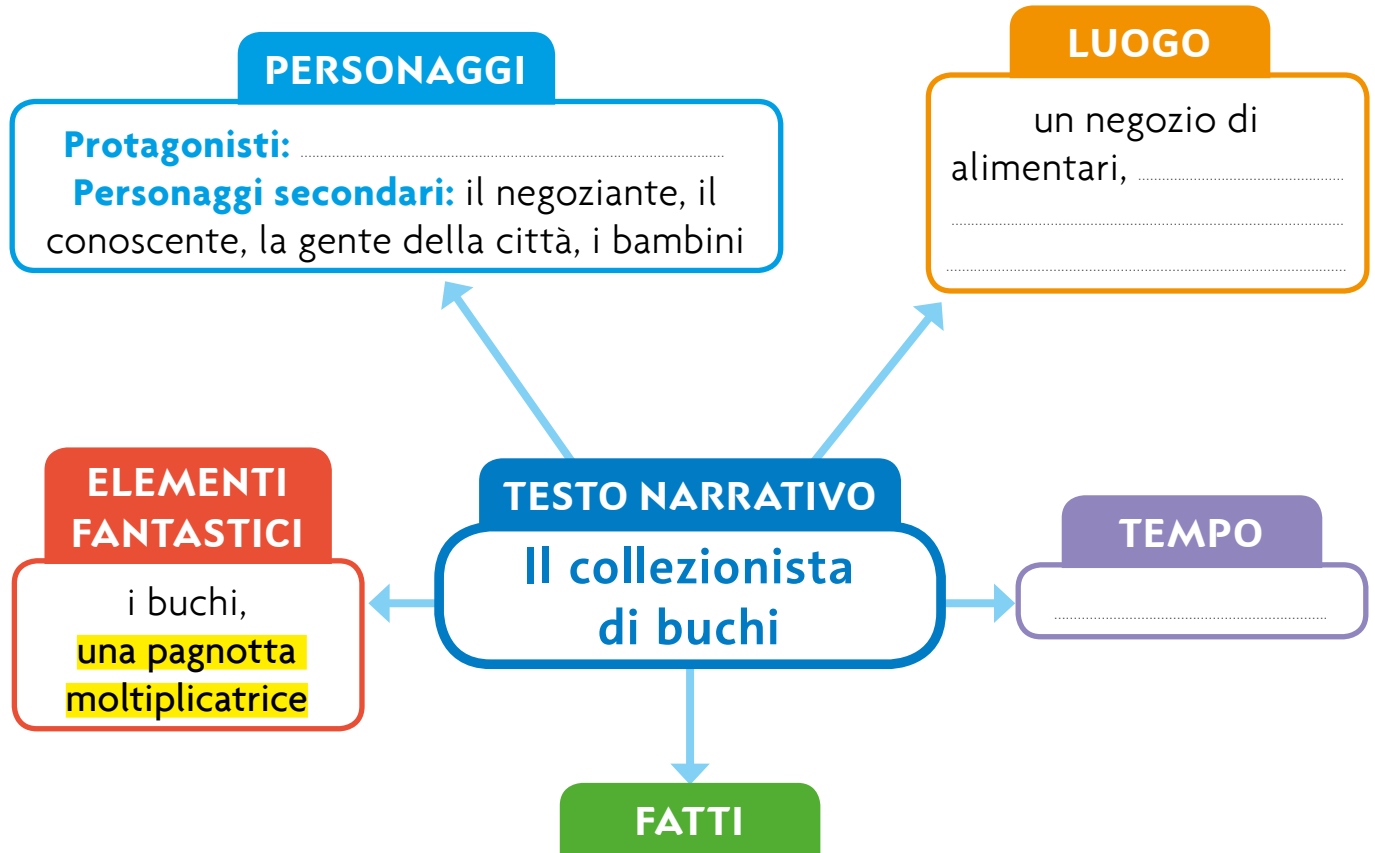 PERSONAGGI
Protagonisti:
Personaggi secondari: il negoziante, il
conoscente, la gente della città, i bambini
LUOGO
un negozio di
alimentari,
ELEMENTI
FANTASTICI
i buchi,
una pagnotta
moltiplicatrice
TESTO NARRATIVO
Il collezionista
di buchi
TEMPO
FATTI